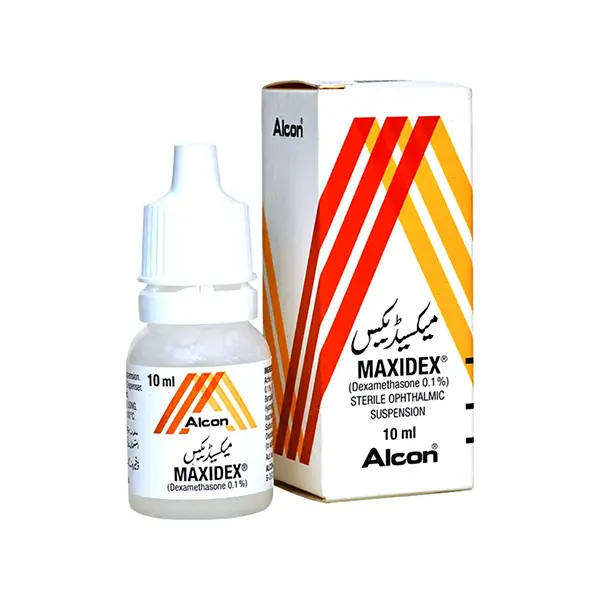 Alcon®
میکسیڈیکس
MAXIDEX®
(Dexamethasone 0.1%)
STERILE OPHTHALMIC
SUSPENSION
10 ml
Alcon®
10 ml
Alcon
میکسیڈیکس
MAXIDEX®
(Dexamethasone 0.1%)